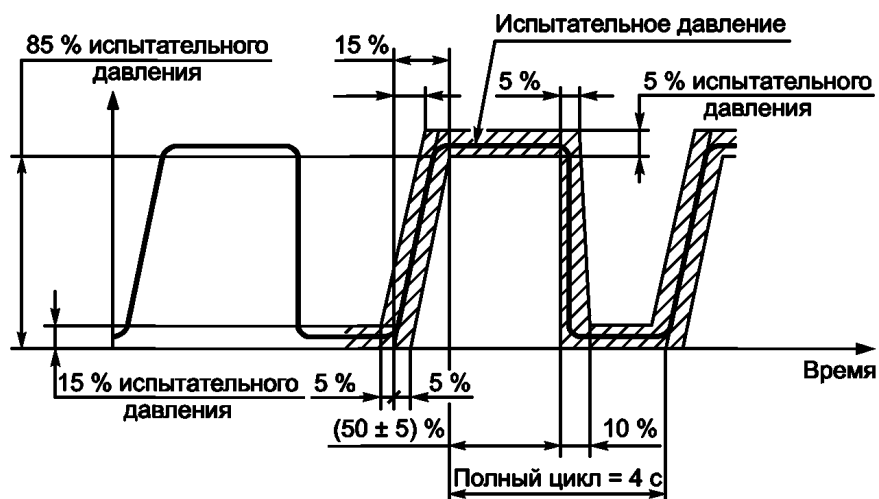 Испытательное давление
85 % испытательного
давления
15 %
5 %
5 % испытательного
давления
Время
15 % испытательного
давления
5 %
5 %
(50 ± 5) %
10 %
Полный цикл = 4 с